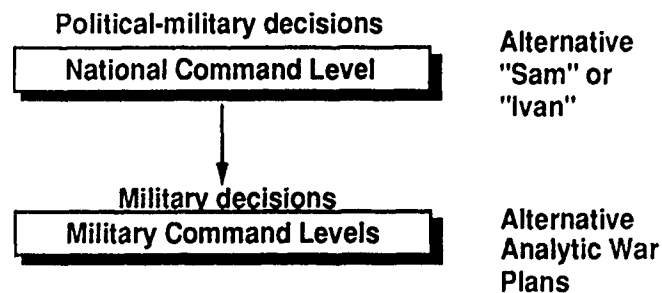 Political-military decisions
National Command Level
Alternative
"Sam" or
"Ivan"
Military decisions
Military Command Levels
Alternative
Analytic War
Plans